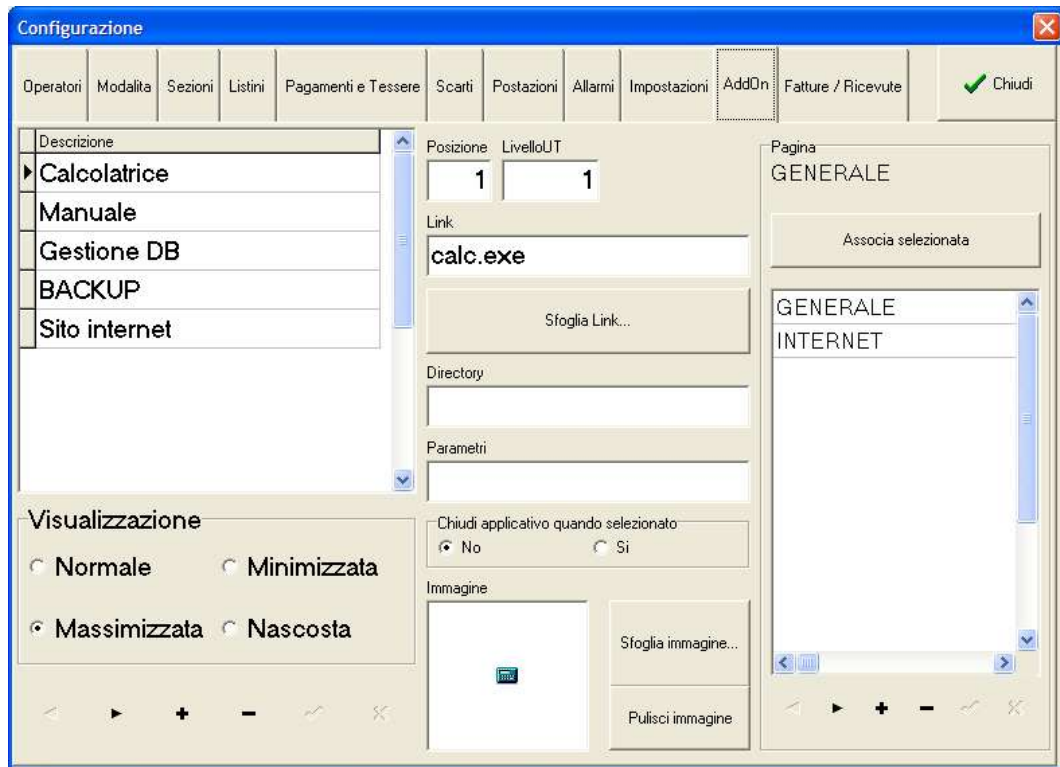 Configurazione
Operatori
Modalita
Sezioni
Listini
Pagamenti e Tessere
Scarti
Postazioni
Allarmi
Impostazioni
AddOn
Fatture / Ricevute
Chiudi
Descrizione
Calcolatrice
Manuale
Gestione DB
BACKUP
Sito internet
Visualizzazione
Normale
Minimizzata
Massimizzata
Nascosta
Posizione
LivelloUT
1
1
Link
calc.exe
Sfoglia Link...
Directory
Parametri
Chiudi applicativo quando selezionato
No
Si
Immagine
Sfoglia immagine...
Pulisci immagine
Pagina
GENERALE
Associa selezionata
GENERALE
INTERNET